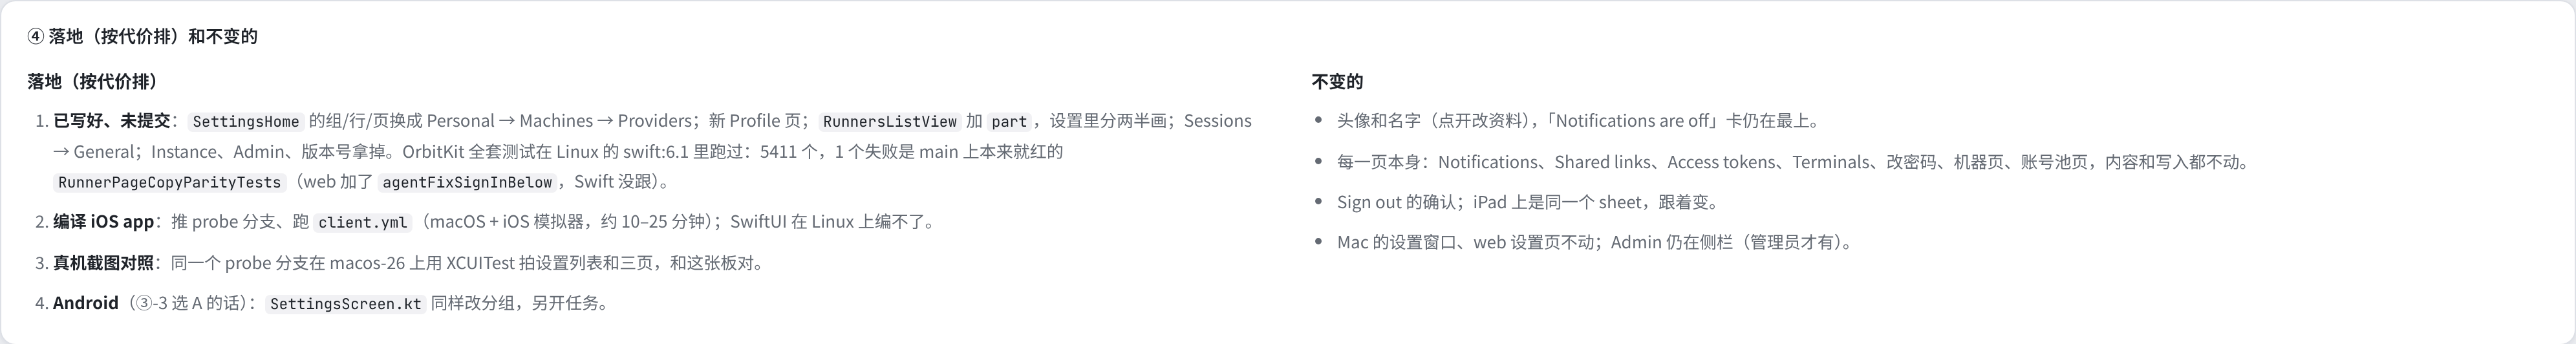 ④ 落地（按代价排）和不变的
落地（按代价排）
1. 已写好、未提交：SettingsHome 的组/行/页换成 Personal → Machines → Providers；新 Profile 页；RunnersListView 加 part，设置里分两半画；Sessions
→ General；Instance、Admin、版本号拿掉。OrbitKit 全套测试在 Linux 的 swift:6.1 里跑过：5411 个，1 个失败是 main 上本来就红的
RunnerPageCopyParityTests（web 加了 agentFixSignInBelow，Swift 没跟）。
2. 编译 iOS app：推 probe 分支、跑 client.yml（macOS + iOS 模拟器，约 10–25 分钟）；SwiftUI 在 Linux 上编不了。
3. 真机截图对照：同一个 probe 分支在 macos-26 上用 XCUITest 拍设置列表和三页，和这张板对。
4. Android（③-3 选 A 的话）：SettingsScreen.kt 同样改分组，另开任务。
不变的
• 头像和名字（点开改资料），「Notifications are off」卡仍在最上。
• 每一页本身：Notifications、Shared links、Access tokens、Terminals、改密码、机器页、账号池页，内容和写入都不动。
• Sign out 的确认；iPad 上是同一个 sheet，跟着变。
• Mac 的设置窗口、web 设置页不动；Admin 仍在侧栏（管理员才有）。